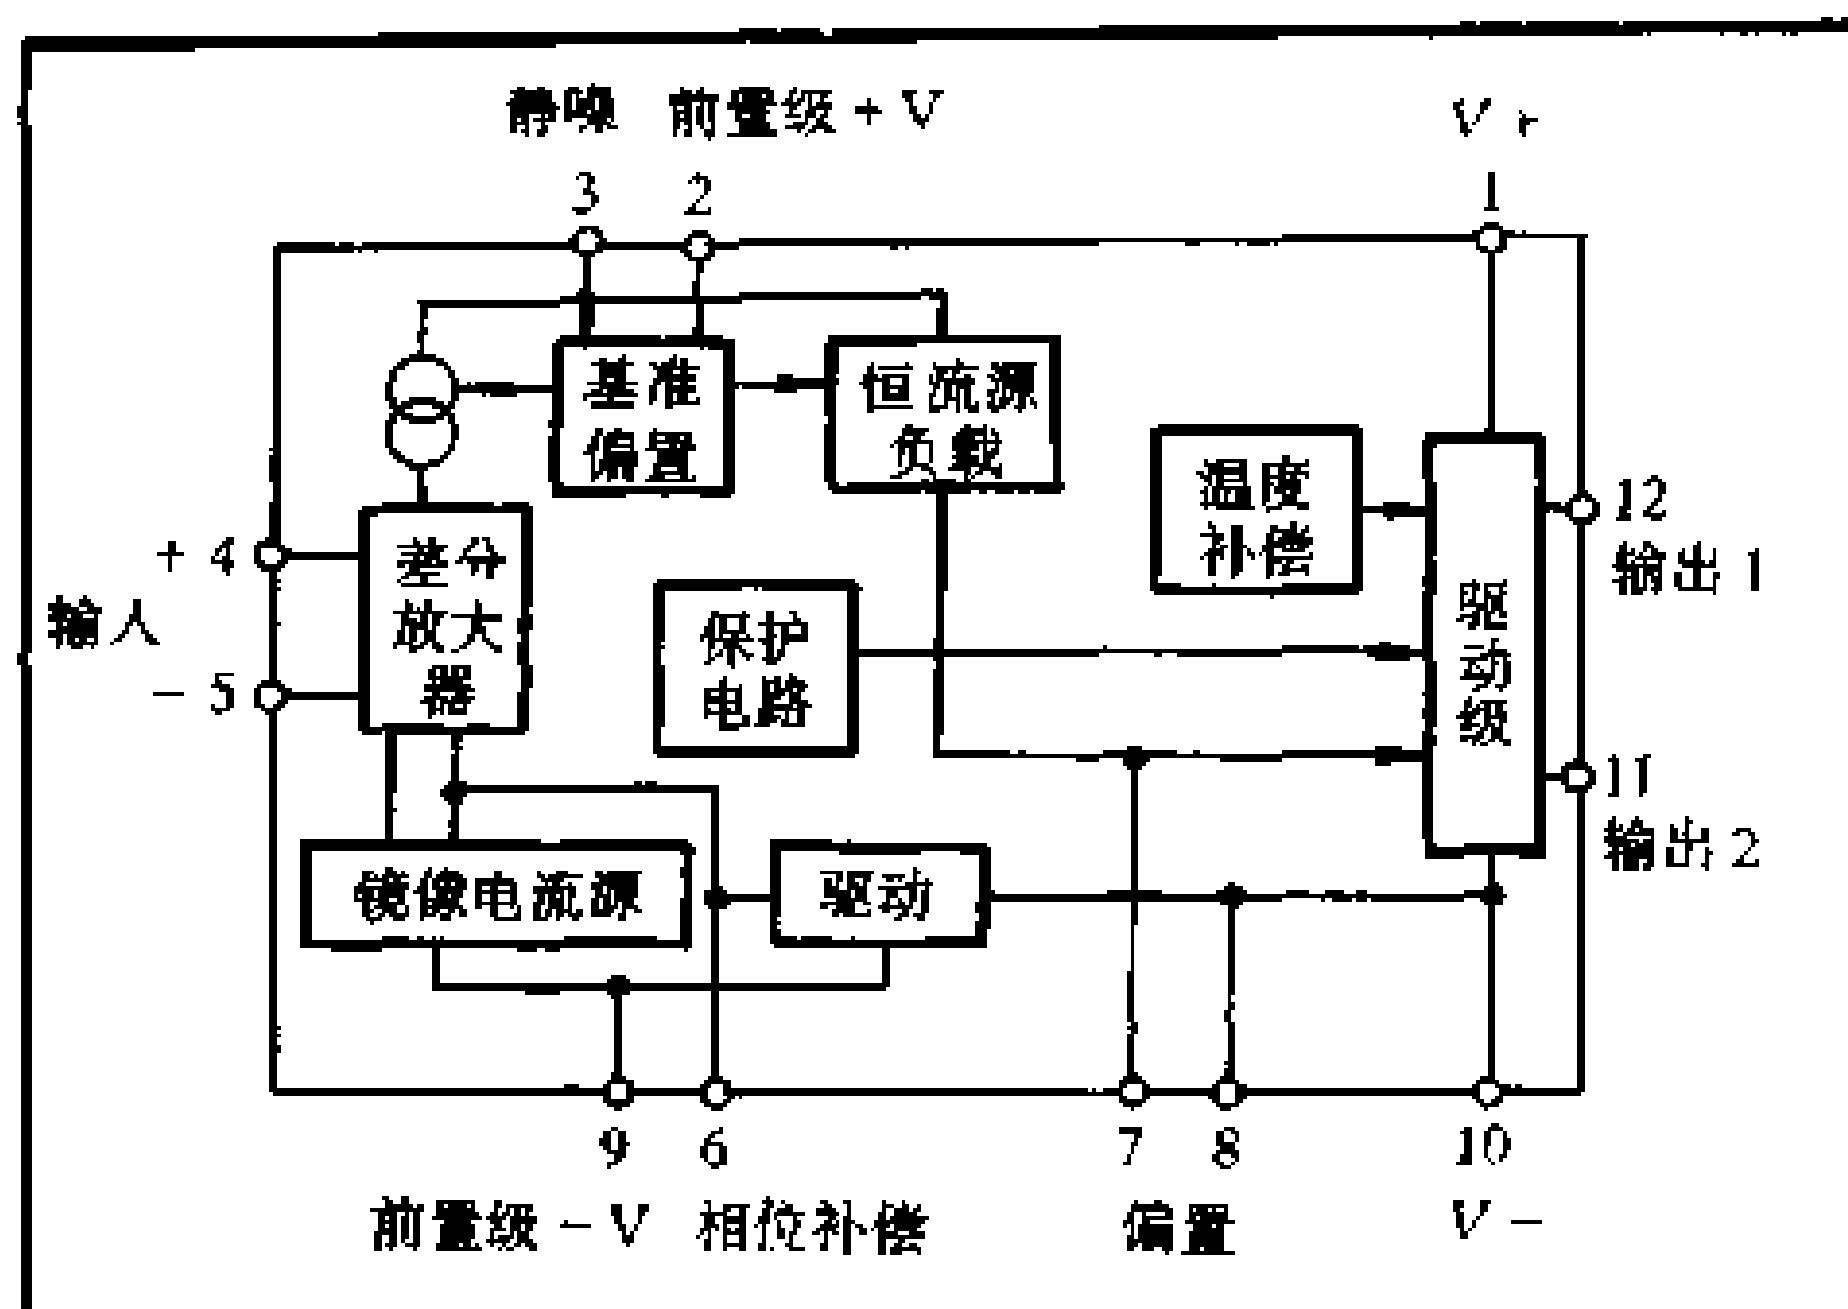 静噪 前置级 + V V +
3 2 1
基准
偏置
恒流源
负载
温度
补偿
12
输出 1
+ 4
输入
- 5
差分
放大
器
保护
电路
驱动级
11
输出 2
镜像电流源
驱动
9 6 7 8 10
前置级 - V 相位补偿 偏置 V -